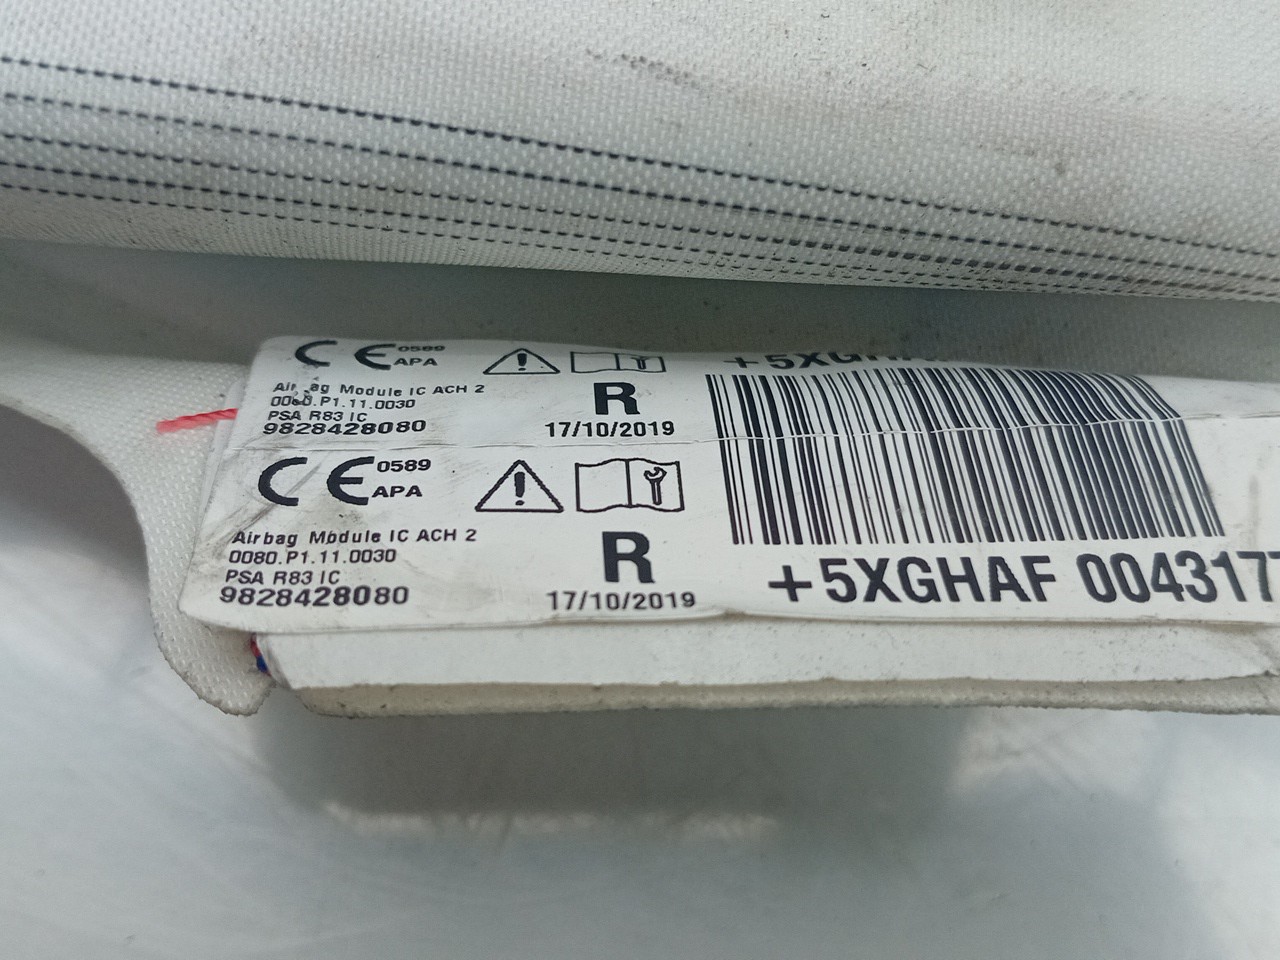 CE 0589
APA
Airbag Module IC ACH 2
0080.P1.11.0030
PSA R83 IC
9828428080
R
17/10/2019
CE 0589
APA
Airbag Module IC ACH 2
0080.P1.11.0030
PSA R83 IC
9828428080
R
17/10/2019
+5XGHAF 004317